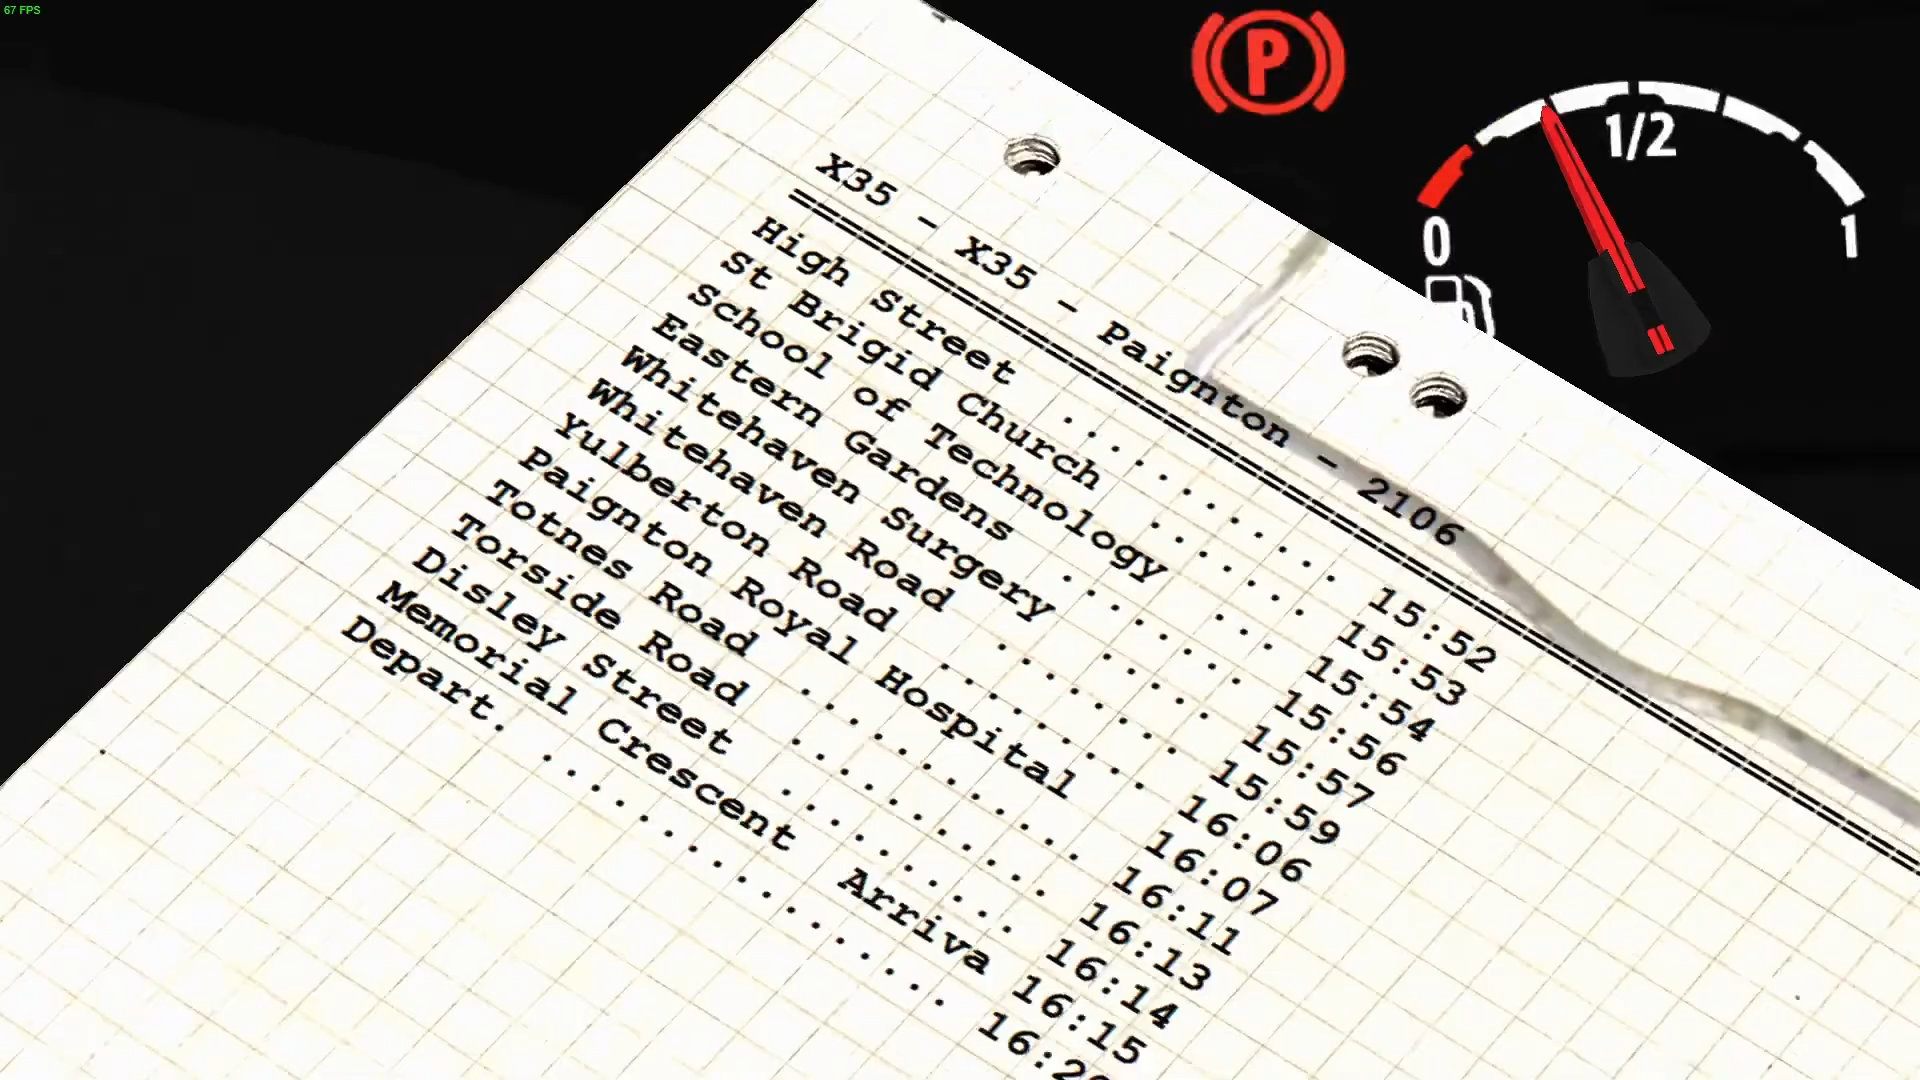 67 FPS
P
1/2
0
1
X35 - X35 - Paignton - 2106
High Street ............ 15:52
St Brigid Church ....... 15:53
School of Technology ... 15:54
Eastern Gardens ........ 15:56
Whitehaven Surgery ..... 15:57
Whitehaven Road ........ 15:59
Yulberton Road ......... 16:06
Paignton Royal Hospital 16:07
Totnes Road ............ 16:11
Torside Road ........... 16:13
Disley Street .......... 16:14
Memorial Crescent Arriva 16:15
Depart. .................